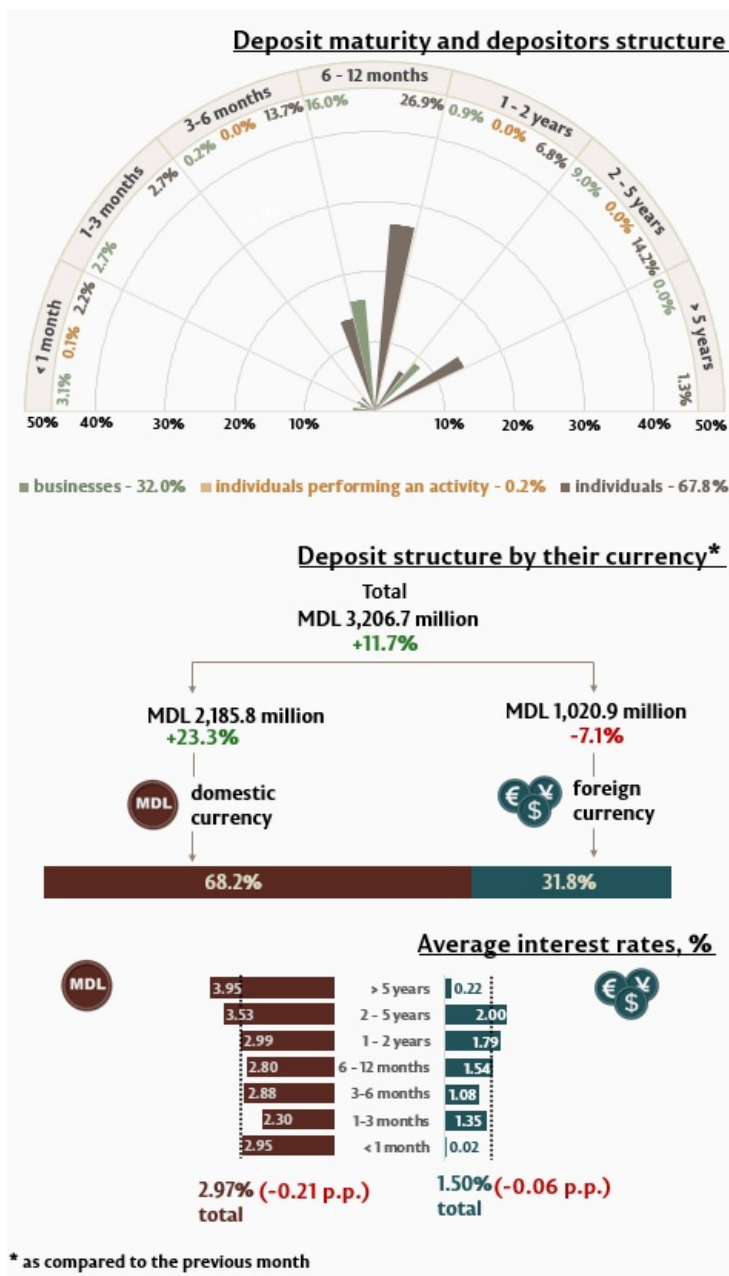 Deposit maturity and depositors structure
< 1 month
3.1%
0.1%
2.2%
1-3 months
2.7%
2.7%
3-6 months
0.2%
0.0%
13.7%
6 - 12 months
16.0%
26.9%
1 - 2 years
0.9%
0.0%
6.8%
2 - 5 years
9.0%
0.0%
14.2%
> 5 years
0.0%
1.3%
50% 40% 30% 20% 10% 10% 20% 30% 40% 50%
businesses - 32.0% individuals performing an activity - 0.2% individuals - 67.8%
Deposit structure by their currency*
Total
MDL 3,206.7 million
+11.7%
MDL 2,185.8 million
+23.3%
MDL
domestic
currency
MDL 1,020.9 million
-7.1%
€ ¥ $
foreign
currency
68.2% 31.8%
Average interest rates, %
MDL
€ ¥ $
3.95 > 5 years 0.22
3.53 2 - 5 years 2.00
2.99 1 - 2 years 1.79
2.80 6 - 12 months 1.54
2.88 3-6 months 1.08
2.30 1-3 months 1.35
2.95 < 1 month 0.02
2.97% (-0.21 p.p.)
total
1.50% (-0.06 p.p.)
total
* as compared to the previous month